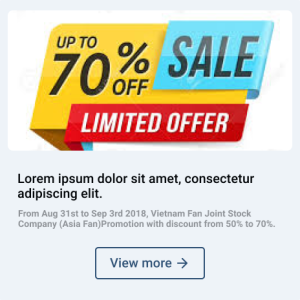 UP TO
70% OFF
SALE
LIMITED OFFER
Lorem ipsum dolor sit amet, consectetur
adipiscing elit.
From Aug 31st to Sep 3rd 2018, Vietnam Fan Joint Stock
Company (Asia Fan)Promotion with discount from 50% to 70%.
View more →